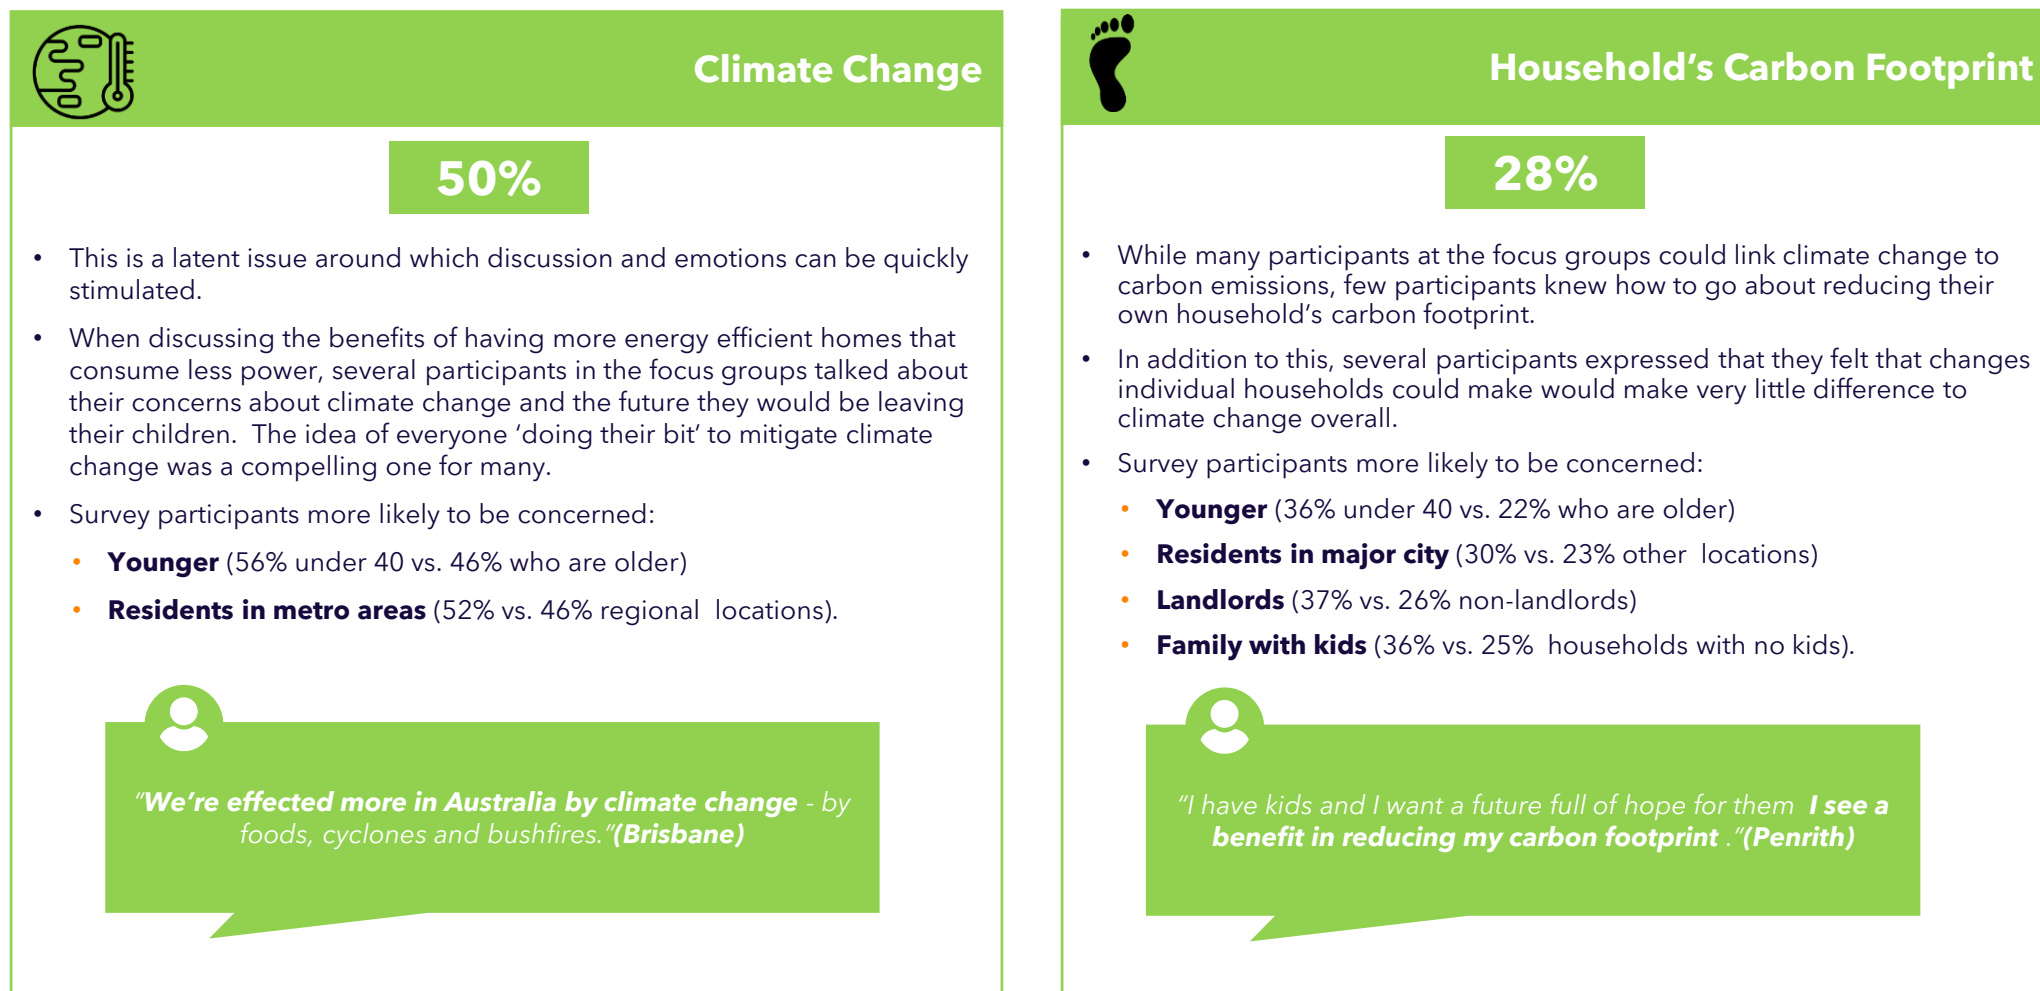 Climate Change
50%
• This is a latent issue around which discussion and emotions can be quickly
stimulated.
• When discussing the benefits of having more energy efficient homes that
consume less power, several participants in the focus groups talked about
their concerns about climate change and the future they would be leaving
their children.  The idea of everyone ‘doing their bit’ to mitigate climate
change was a compelling one for many.
• Survey participants more likely to be concerned:
• Younger (56% under 40 vs. 46% who are older)
• Residents in metro areas (52% vs. 46% regional  locations).
“We’re effected more in Australia by climate change - by
foods, cyclones and bushfires.”(Brisbane)
Household’s Carbon Footprint
28%
• While many participants at the focus groups could link climate change to
carbon emissions, few participants knew how to go about reducing their
own household’s carbon footprint.
• In addition to this, several participants expressed that they felt that changes
individual households could make would make very little difference to
climate change overall.
• Survey participants more likely to be concerned:
• Younger (36% under 40 vs. 22% who are older)
• Residents in major city (30% vs. 23% other  locations)
• Landlords (37% vs. 26% non-landlords)
• Family with kids (36% vs. 25%  households with no kids).
“I have kids and I want a future full of hope for them  I see a
benefit in reducing my carbon footprint .”(Penrith)